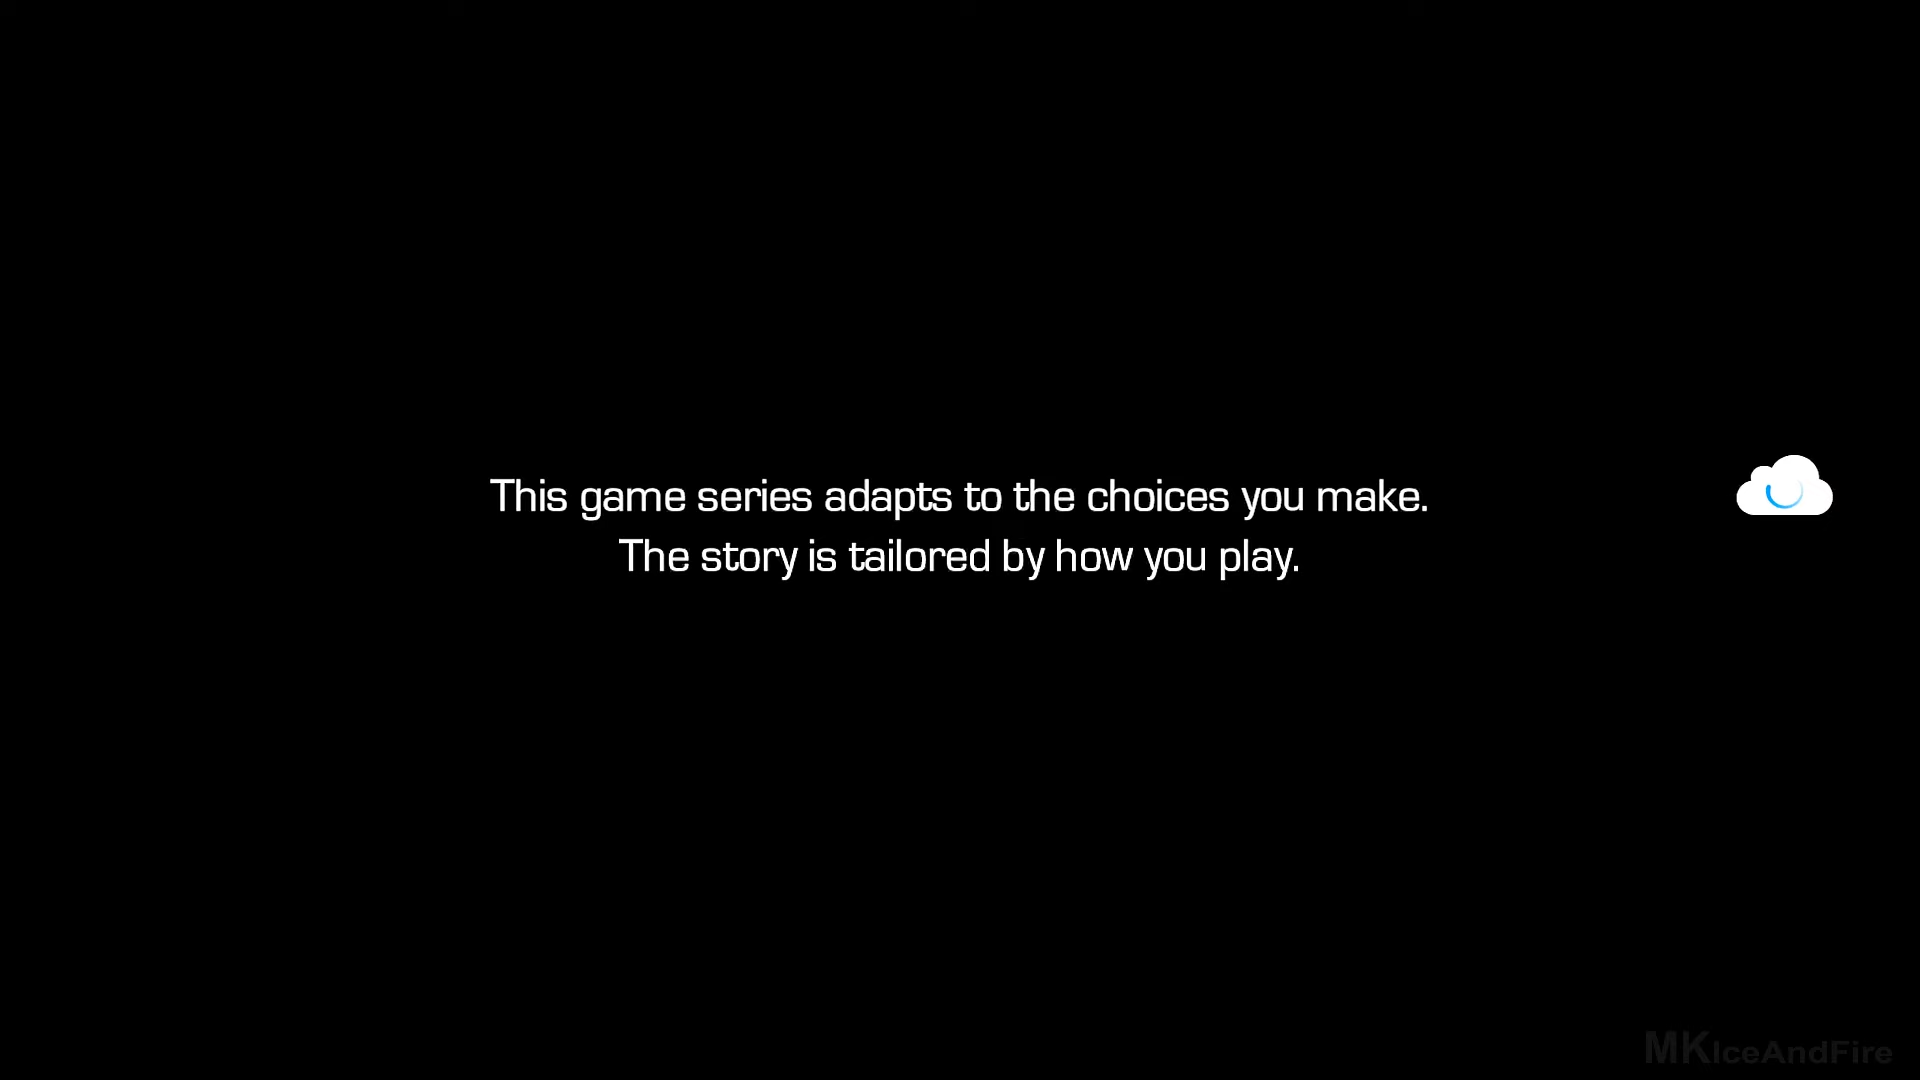 This game series adapts to the choices you make.
The story is tailored by how you play.
MKIceAndFire